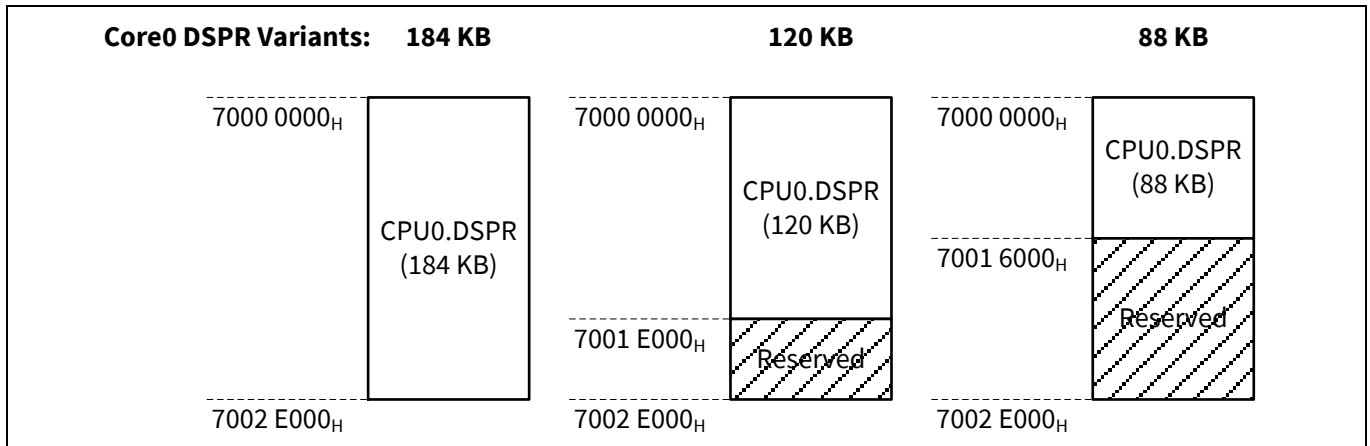 Core0 DSPR Variants: 184 KB 120 KB 88 KB
7000 0000H 7000 0000H 7000 0000H
CPU0.DSPR
(88 KB)
CPU0.DSPR
(120 KB)
CPU0.DSPR
(184 KB)
7001 6000H
Reserved
7001 E000H
Reserved
7002 E000H 7002 E000H 7002 E000H